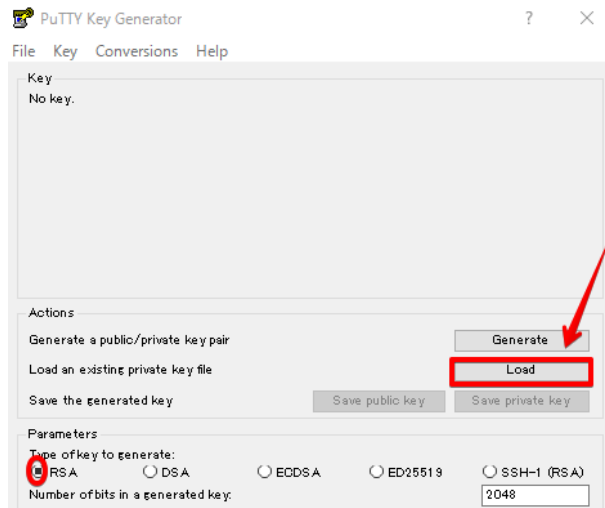 PuTTY Key Generator
File Key Conversions Help
Key
No key.
Actions
Generate a public/private key pair Generate
Load an existing private key file Load
Save the generated key Save public key Save private key
Parameters
Type of key to generate:
RSA DSA ECDSA ED25519 SSH-1 (RSA)
Number of bits in a generated key: 2048